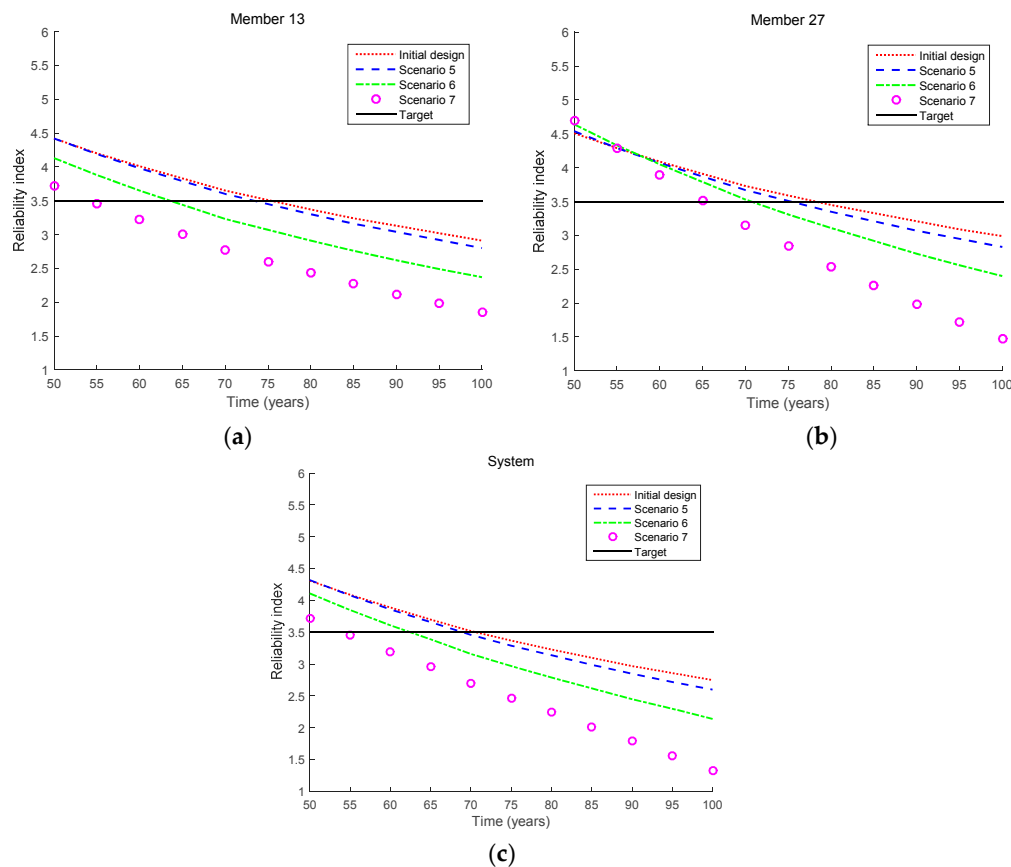 Member 13
6
5.5
5
4.5
4
3.5
3
2.5
2
1.5
1
Reliability index
50 55 60 65 70 75 80 85 90 95 100
Time (years)
Initial design
Scenario 5
Scenario 6
Scenario 7
Target
(a)
Member 27
6
5.5
5
4.5
4
3.5
3
2.5
2
1.5
1
Reliability index
50 55 60 65 70 75 80 85 90 95 100
Time (years)
Initial design
Scenario 5
Scenario 6
Scenario 7
Target
(b)
System
6
5.5
5
4.5
4
3.5
3
2.5
2
1.5
1
Reliability index
50 55 60 65 70 75 80 85 90 95 100
Time (years)
Initial design
Scenario 5
Scenario 6
Scenario 7
Target
(c)